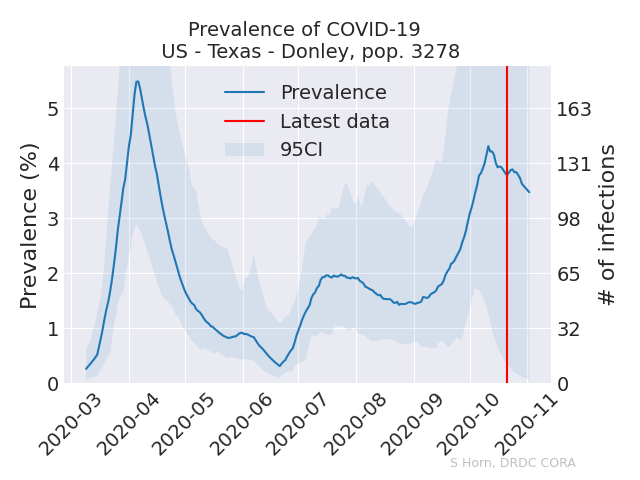 Prevalence of COVID-19
US - Texas - Donley, pop. 3278
Prevalence
Latest data
95CI
Prevalence (%)
5
4
3
2
1
0
163
131
98
65
32
0
# of infections
2020-03
2020-04
2020-05
2020-06
2020-07
2020-08
2020-09
2020-10
2020-11
S Horn, DRDC CORA